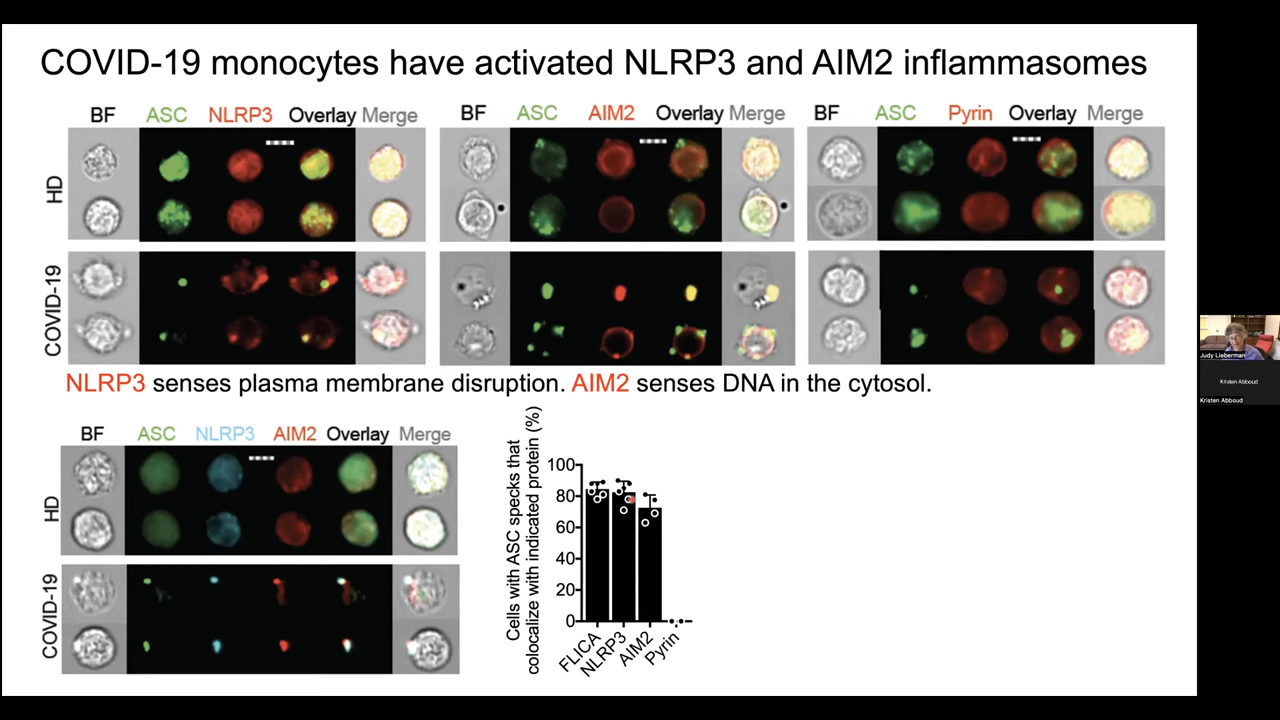 COVID-19 monocytes have activated NLRP3 and AIM2 inflammasomes
BF ASC NLRP3 Overlay Merge
BF ASC AIM2 Overlay Merge
BF ASC Pyrin Overlay Merge
HD
COVID-19
NLRP3 senses plasma membrane disruption. AIM2 senses DNA in the cytosol.
BF ASC NLRP3 AIM2 Overlay Merge
HD
COVID-19
Cells with ASC specks that
colocalize with indicated protein (%)
100
80
60
40
20
0
FLICA
NLRP3
AIM2
Pyrin
Judy Lieberman
Kristen Abboud
Kristen Abboud